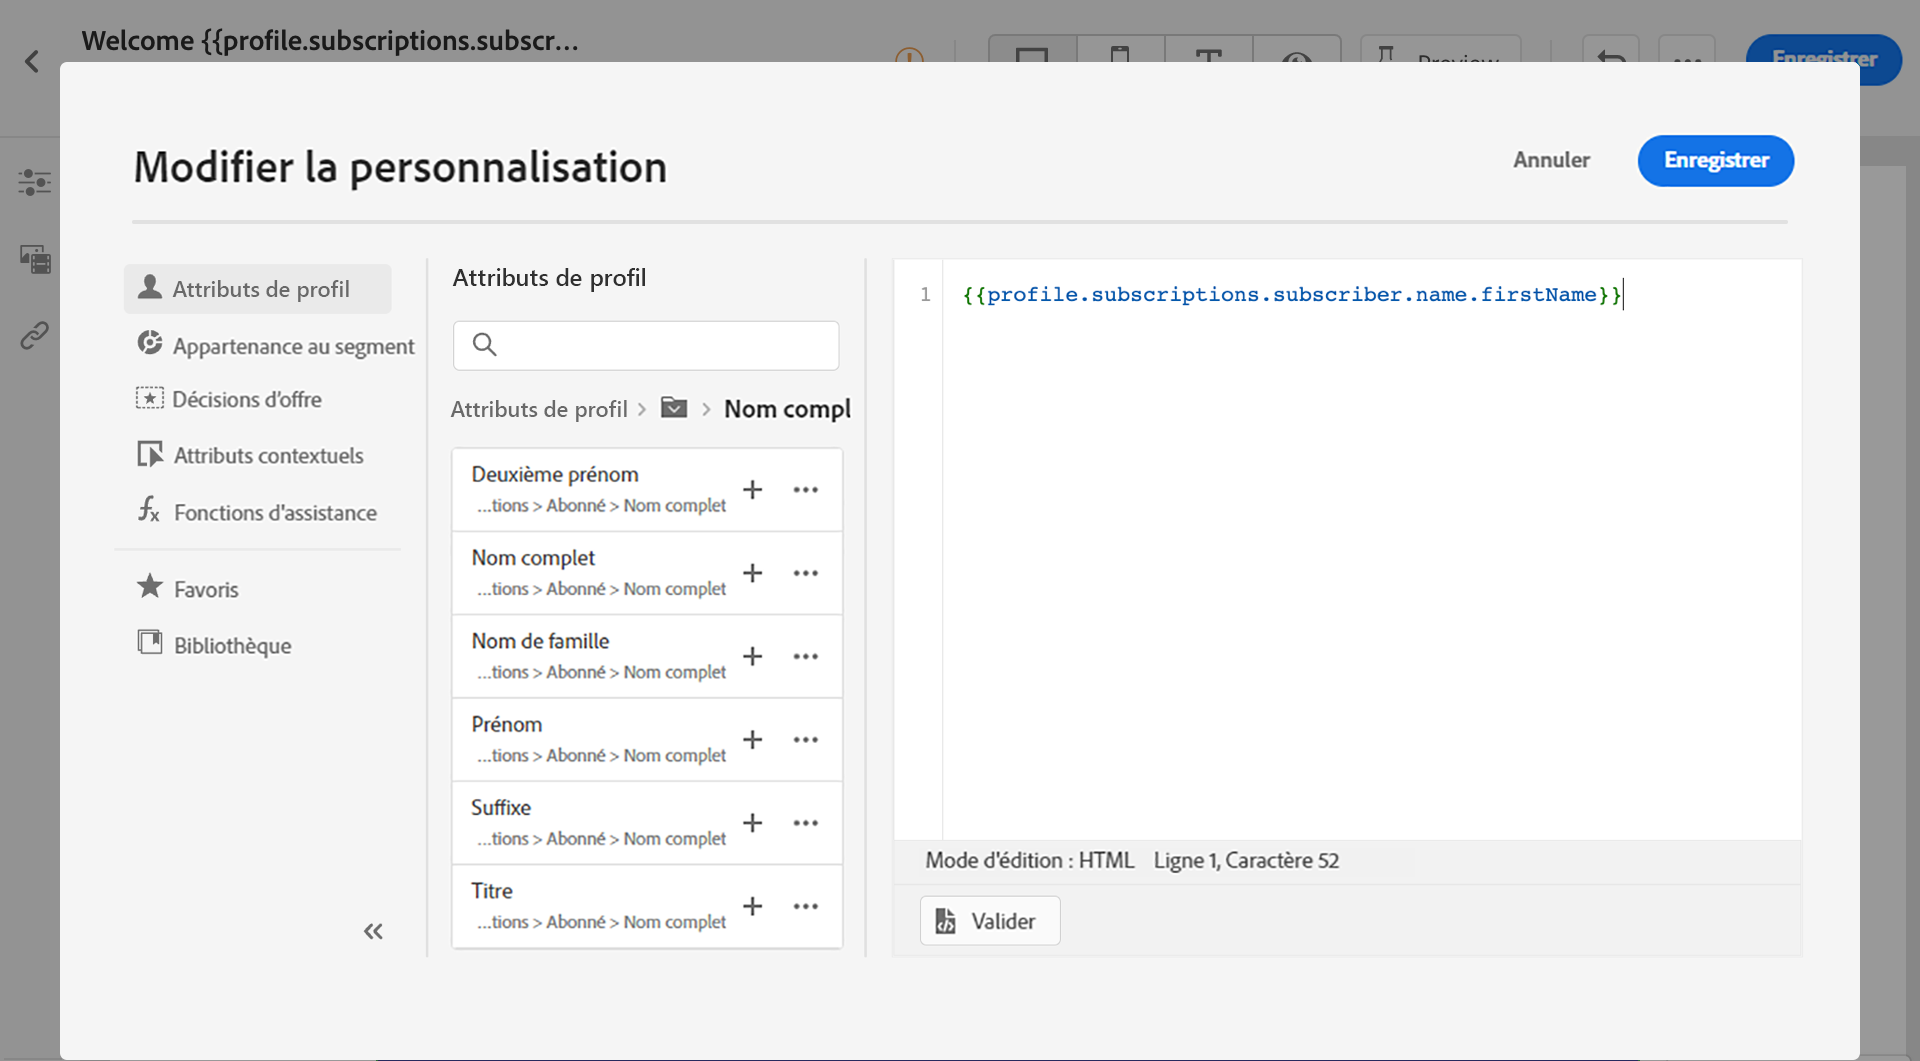 Welcome {{profile.subscriptions.subscr...
Preview
Enregistrer
Modifier la personnalisation
Annuler
Enregistrer
Attributs de profil
Appartenance au segment
Décisions d'offre
Attributs contextuels
Fonctions d'assistance
Favoris
Bibliothèque
Attributs de profil
Attributs de profil > > Nom compl
Deuxième prénom
...tions > Abonné > Nom complet
Nom complet
...tions > Abonné > Nom complet
Nom de famille
...tions > Abonné > Nom complet
Prénom
...tions > Abonné > Nom complet
Suffixe
...tions > Abonné > Nom complet
Titre
...tions > Abonné > Nom complet
1 {{profile.subscriptions.subscriber.name.firstName}}
Mode d'édition : HTML Ligne 1, Caractère 52
Valider